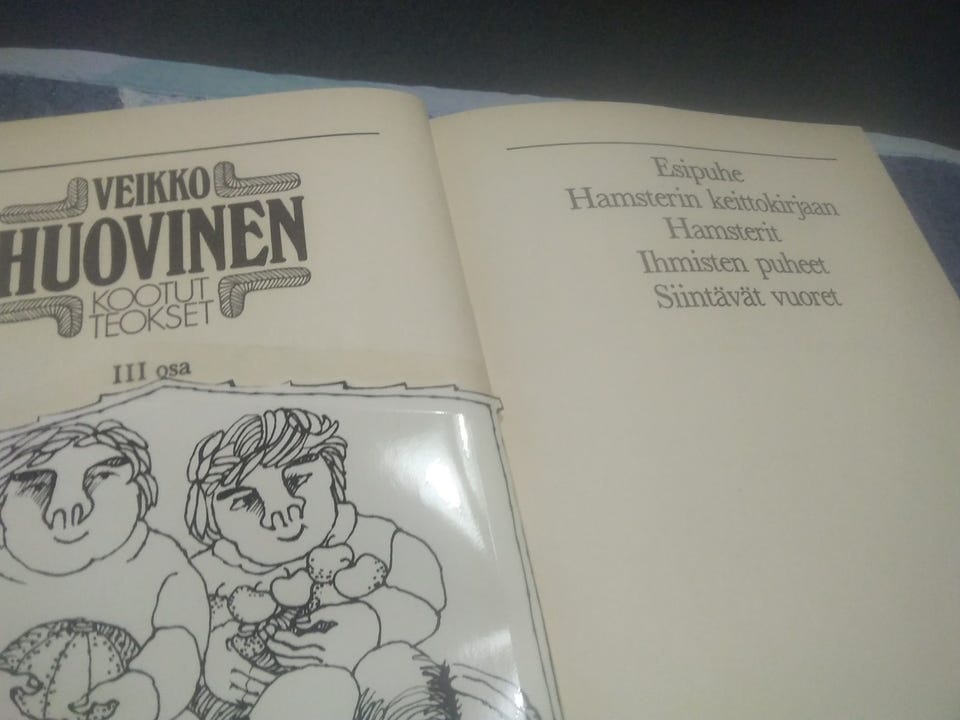 VEIKKO
HUOVINEN
KOOTUT
TEOKSET
III osa
Esipuhe
Hamsterin keittokirjaan
Hamsterit
Ihmisten puheet
Siintävät vuoret